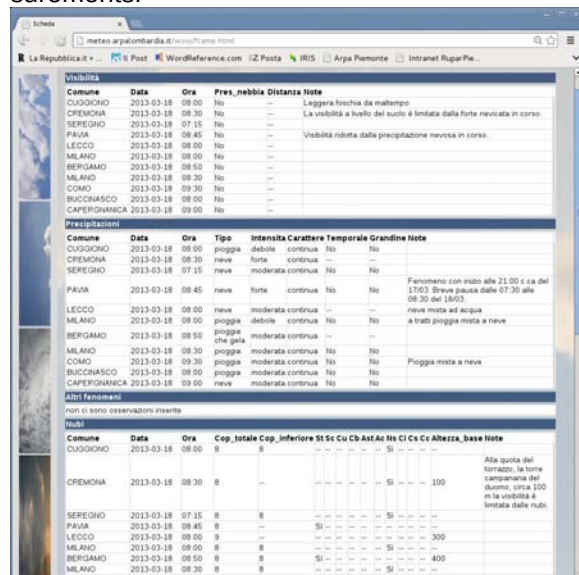 Scheda
meteo.arpalombardia.it/wow/frame.html
La Repubblica.it » ... Il Post WordReference.com Posta IRIS Arpa Piemonte Intranet RuparPie...
Visibilità
Comune Data Ora Pres_nebbia Distanza Note
CUGGIONO 2013-03-18 08:00 No -- Leggera foschia da maltempo
CREMONA 2013-03-18 08:30 No -- La visibilità a livello del suolo é limitata dalla forte nevicata in corso.
SEREGNO 2013-03-18 07:15 No --
PAVIA 2013-03-18 08:45 No -- Visibilità ridotta dalla precipitazione nevosa in corso.
LECCO 2013-03-18 08:00 No --
MILANO 2013-03-18 08:00 No --
BERGAMO 2013-03-18 08:50 No --
MILANO 2013-03-18 08:30 No --
COMO 2013-03-18 09:30 No --
BUCCINASCO 2013-03-18 08:00 No --
CAPERGNANICA 2013-03-18 09:00 No --
Precipitazioni
Comune Data Ora Tipo Intensita Carattere Temporale Grandine Note
CUGGIONO 2013-03-18 08:00 pioggia debole continua No No
CREMONA 2013-03-18 08:30 neve forte continua -- --
SEREGNO 2013-03-18 07:15 neve moderata continua No No
PAVIA 2013-03-18 08:45 neve forte continua No No Fenomeno con inizio alle 21:00 c.ca del
17/03. Breve pausa dalle 07:30 alle
08:30 del 18/03.
LECCO 2013-03-18 08:00 neve moderata continua -- -- neve mista ad acqua
MILANO 2013-03-18 08:00 pioggia debole continua No No a tratti pioggia mista a neve
BERGAMO 2013-03-18 08:50 pioggia
che gela moderata continua -- --
MILANO 2013-03-18 08:30 pioggia moderata continua No No
COMO 2013-03-18 09:30 pioggia moderata continua No No Pioggia mista a neve
BUCCINASCO 2013-03-18 08:00 pioggia moderata continua No No
CAPERGNANICA 2013-03-18 09:00 neve moderata continua No No
Altri fenomeni
non ci sono osservazioni inserite
Nubi
Comune Data Ora Cop_totale Cop_inferiore St Sc Cu Cb Ast Ac Ns Ci Cs Cc Altezza_base Note
CUGGIONO 2013-03-18 08:00 8 8 -- -- -- -- -- -- Sì -- -- -- --
CREMONA 2013-03-18 08:30 8 -- -- -- -- -- -- -- Sì -- -- -- 100 Alla quota del
torrazzo, la torre
campanaria del
duomo, circa 100
m la visibilità é
limitata dalle nubi.
SEREGNO 2013-03-18 07:15 8 8 -- -- -- -- -- -- Sì -- -- -- --
PAVIA 2013-03-18 08:45 8 -- Sì -- -- -- -- -- -- -- -- -- --
LECCO 2013-03-18 08:00 9 -- -- -- -- -- -- -- -- -- -- -- 300
MILANO 2013-03-18 08:00 8 8 -- -- -- -- -- -- Sì -- -- -- --
BERGAMO 2013-03-18 08:50 8 8 Sì -- -- -- -- -- -- -- -- -- 400
MILANO 2013-03-18 08:30 8 8 -- -- -- -- -- -- Sì -- -- -- --